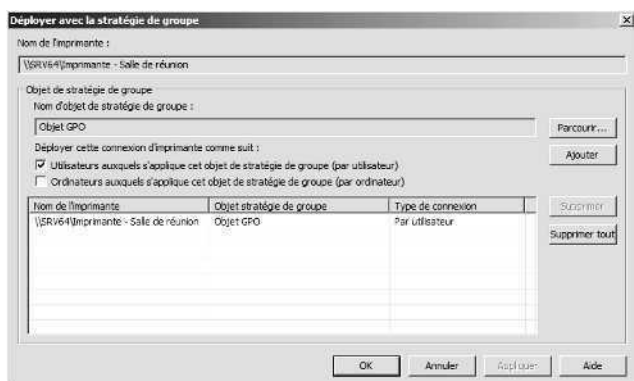 Déployer avec la stratégie de groupe
Nom de l'imprimante :
\\SRV64\Imprimante - Salle de réunion
Objet de stratégie de groupe
Nom d'objet de stratégie de groupe :
Objet GPO
Parcourir...
Déployer cette connexion d'imprimante comme suit :
Ajouter
Utilisateurs auxquels s'applique cet objet de stratégie de groupe (par utilisateur)
Ordinateurs auxquels s'applique cet objet de stratégie de groupe (par ordinateur)
Nom de l'imprimante Objet stratégie de groupe Type de connexion
Supprimer
\\SRV64\Imprimante - Salle de réunion Objet GPO Par utilisateur
Supprimer tout
OK Annuler Appliquer Aide